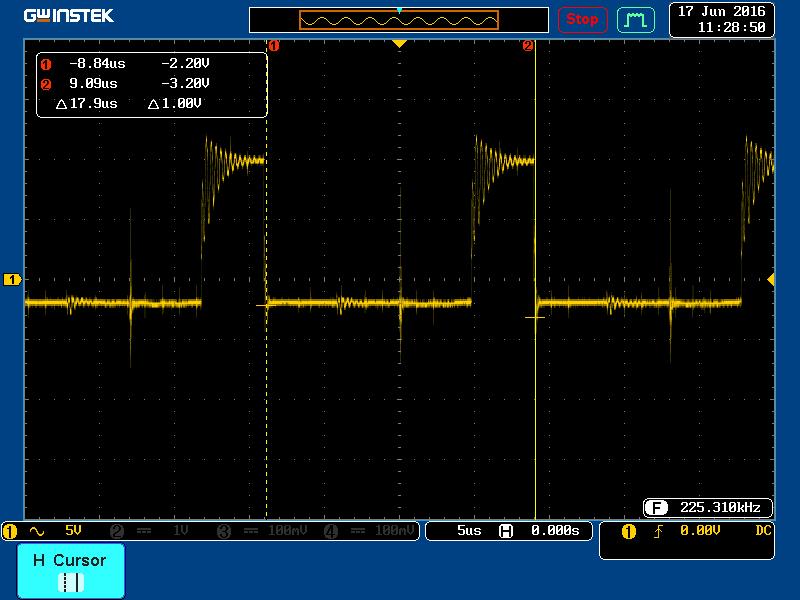 GWINSTEK
Stop
17 Jun 2016
11:28:50
1 2
1 -8.84us -2.20V
2 9.09us -3.20V
△17.9us △1.00V
1
F 225.310kHz
1 5V 2 1V 3 100mV 4 100mV
5us H 0.000s
1 0.00V DC
H Cursor